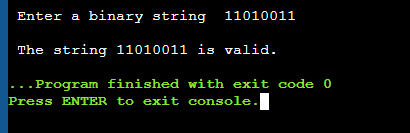 Enter a binary string  11010011
The string 11010011 is valid.
...Program finished with exit code 0
Press ENTER to exit console.